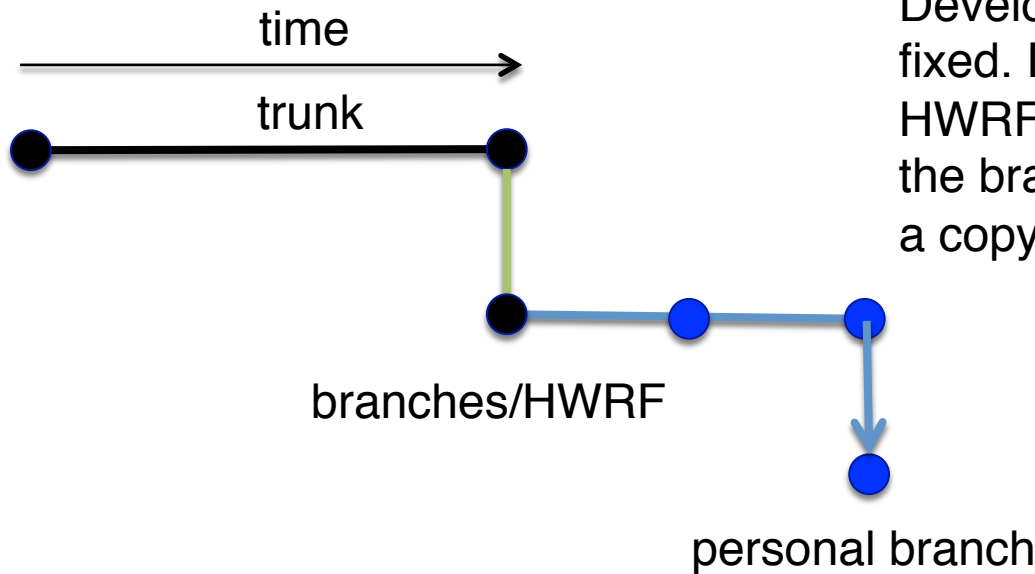 time
trunk
fixed.
HWRF
the bra
a copy
branches/HWRF
personal branch